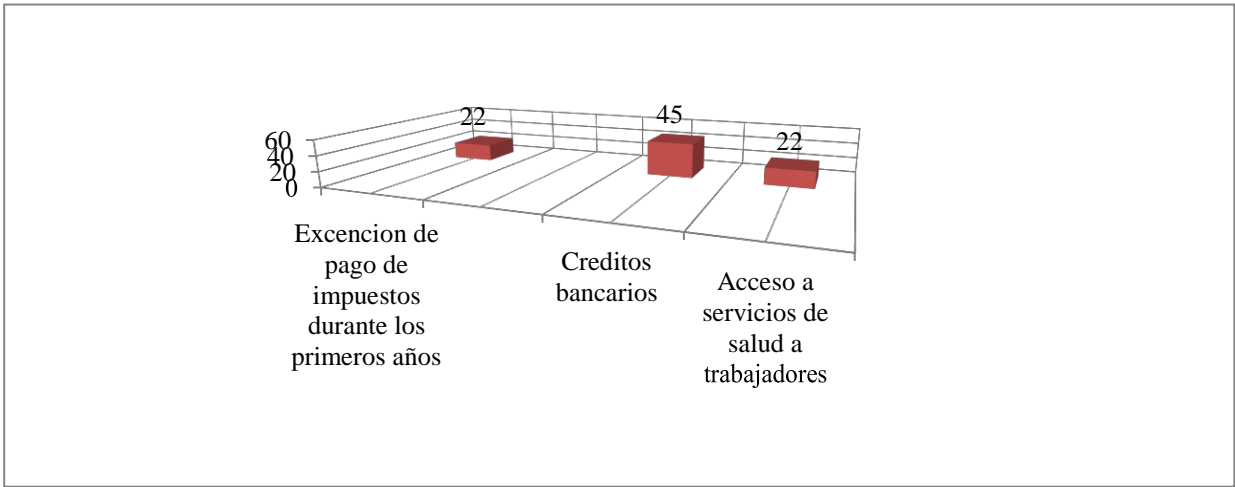 22
45
22
60
40
20
0
Excencion de
pago de
impuestos
durante los
primeros años
Creditos
bancarios
Acceso a
servicios de
salud a
trabajadores